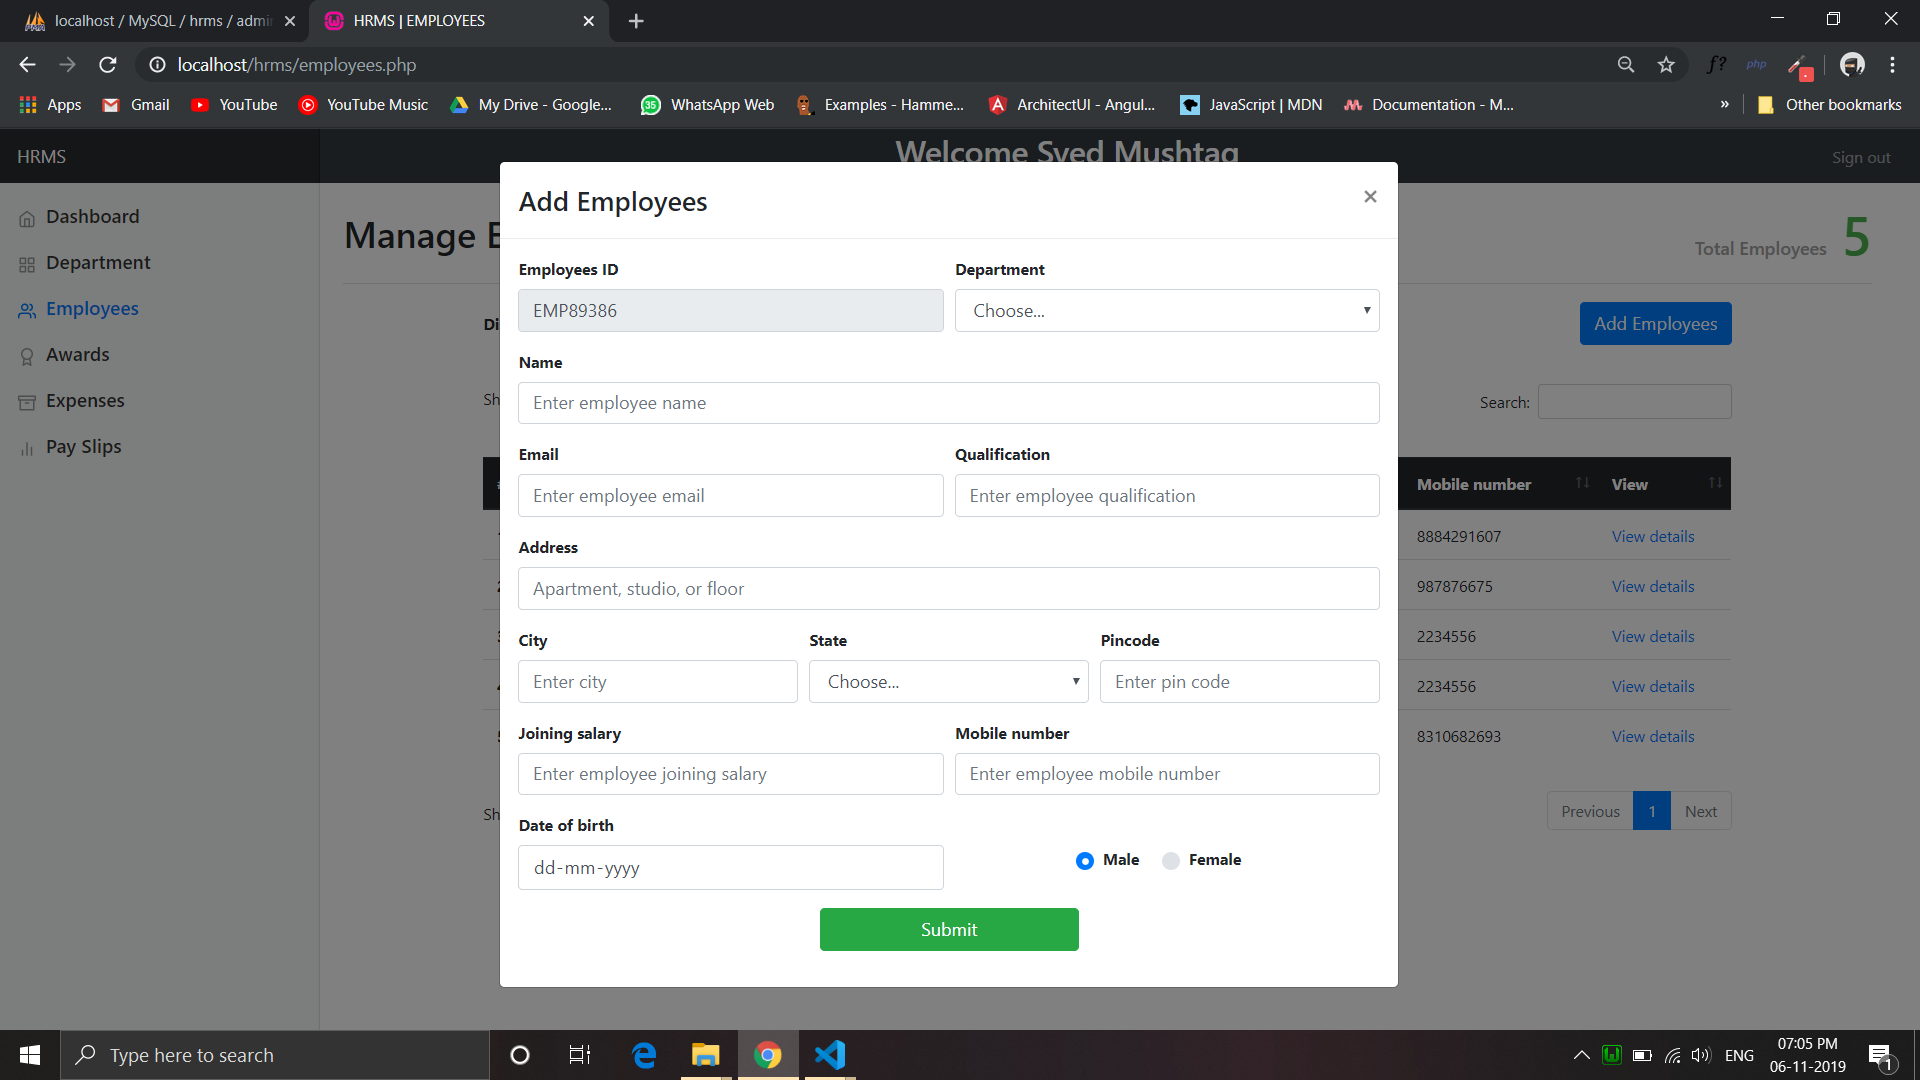 localhost / MySQL / hrms / admin
HRMS | EMPLOYEES
localhost/hrms/employees.php
f?
php
Apps
Gmail
YouTube
YouTube Music
My Drive - Google...
35
WhatsApp Web
Examples - Hamme...
ArchitectUI - Angul...
JavaScript | MDN
Documentation - M...
»
Other bookmarks
HRMS
Welcome Syed Mushtaq
Sign out
Dashboard
Department
Employees
Awards
Expenses
Pay Slips
Manage E
Total Employees 5
Add Employees
Search:
Mobile number
View
8884291607 View details
987876675 View details
2234556 View details
2234556 View details
8310682693 View details
Previous 1 Next
Add Employees
×
Employees ID
Department
EMP89386
Choose...
Name
Enter employee name
Email
Qualification
Enter employee email
Enter employee qualification
Address
Apartment, studio, or floor
City
State
Pincode
Enter city
Choose...
Enter pin code
Joining salary
Mobile number
Enter employee joining salary
Enter employee mobile number
Date of birth
dd-mm-yyyy
Male
Female
Submit
Type here to search
ENG
07:05 PM
06-11-2019
1